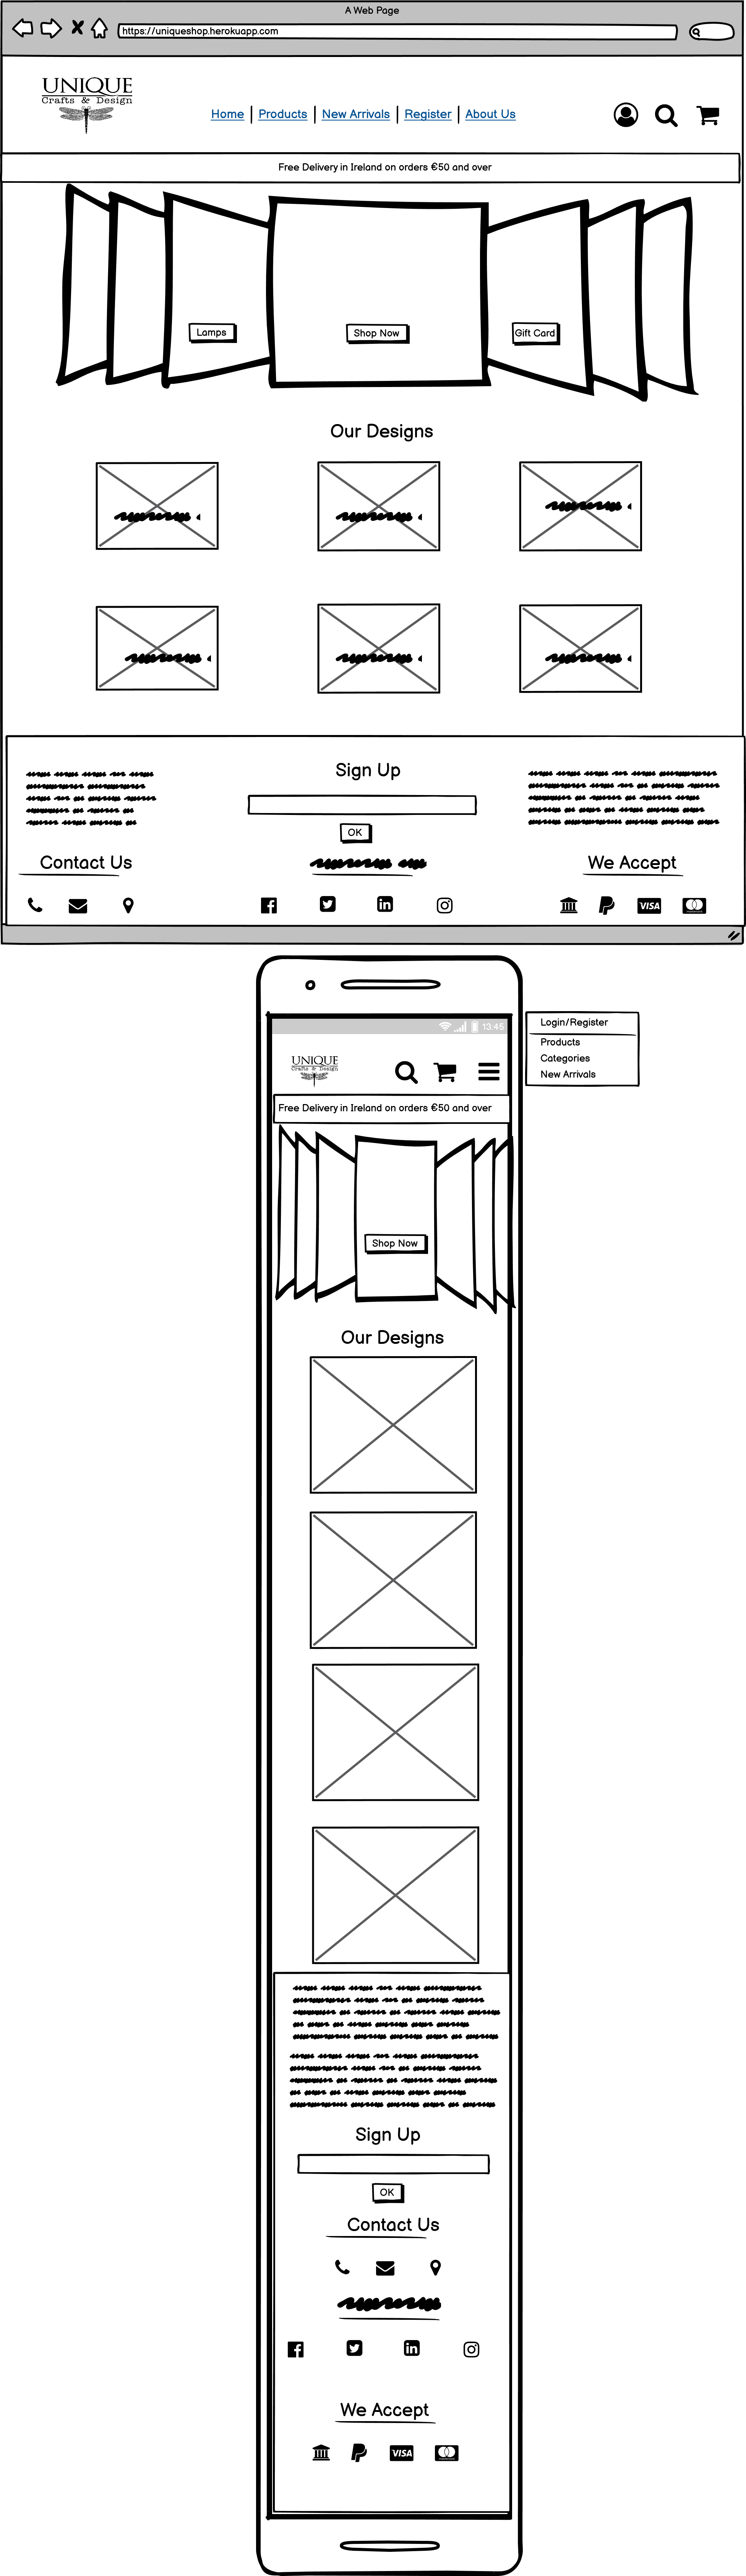 A Web Page
https://uniqueshop.herokuapp.com
UNIQUE
Crafts & Design
Home | Products | New Arrivals | Register | About Us
Free Delivery in Ireland on orders €50 and over
Lamps
Shop Now
Gift Card
Our Designs
Sign Up
OK
Contact Us
We Accept
VISA
13:45
UNIQUE
Crafts & Design
Login/Register
Products
Categories
New Arrivals
Free Delivery in Ireland on orders €50 and over
Shop Now
Our Designs
Sign Up
OK
Contact Us
We Accept
VISA